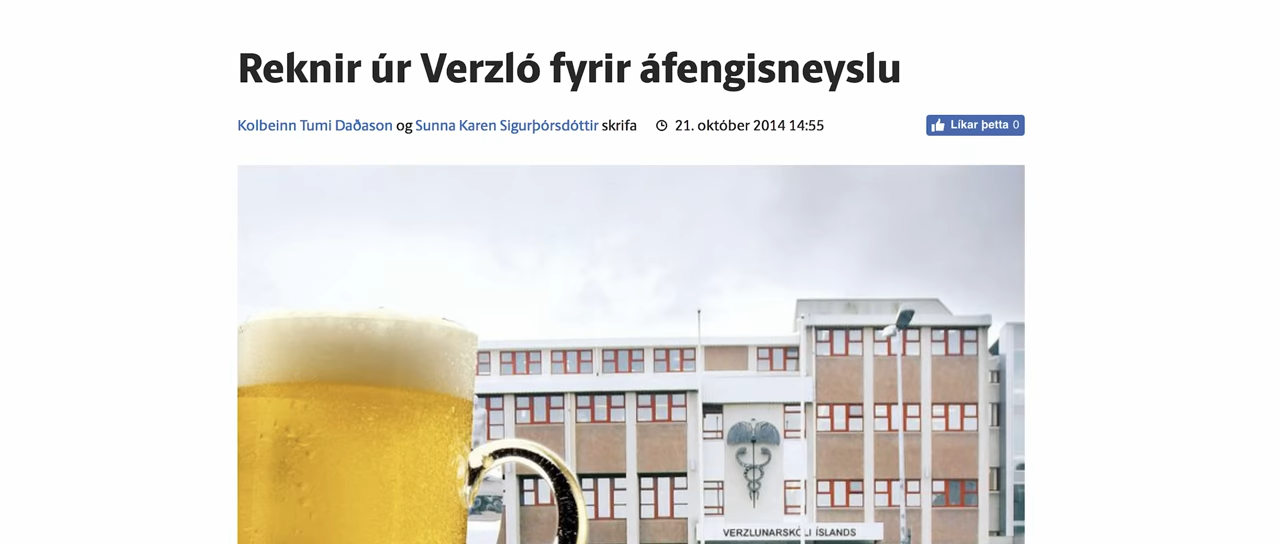 Reknir úr Verzló fyrir áfengisneyslu
Kolbeinn Tumi Daðason og Sunna Karen Sigurþórsdóttir skrifa 21. október 2014 14:55 Líkar þetta 0
VERZLUNARSKÓLI ÍSLANDS